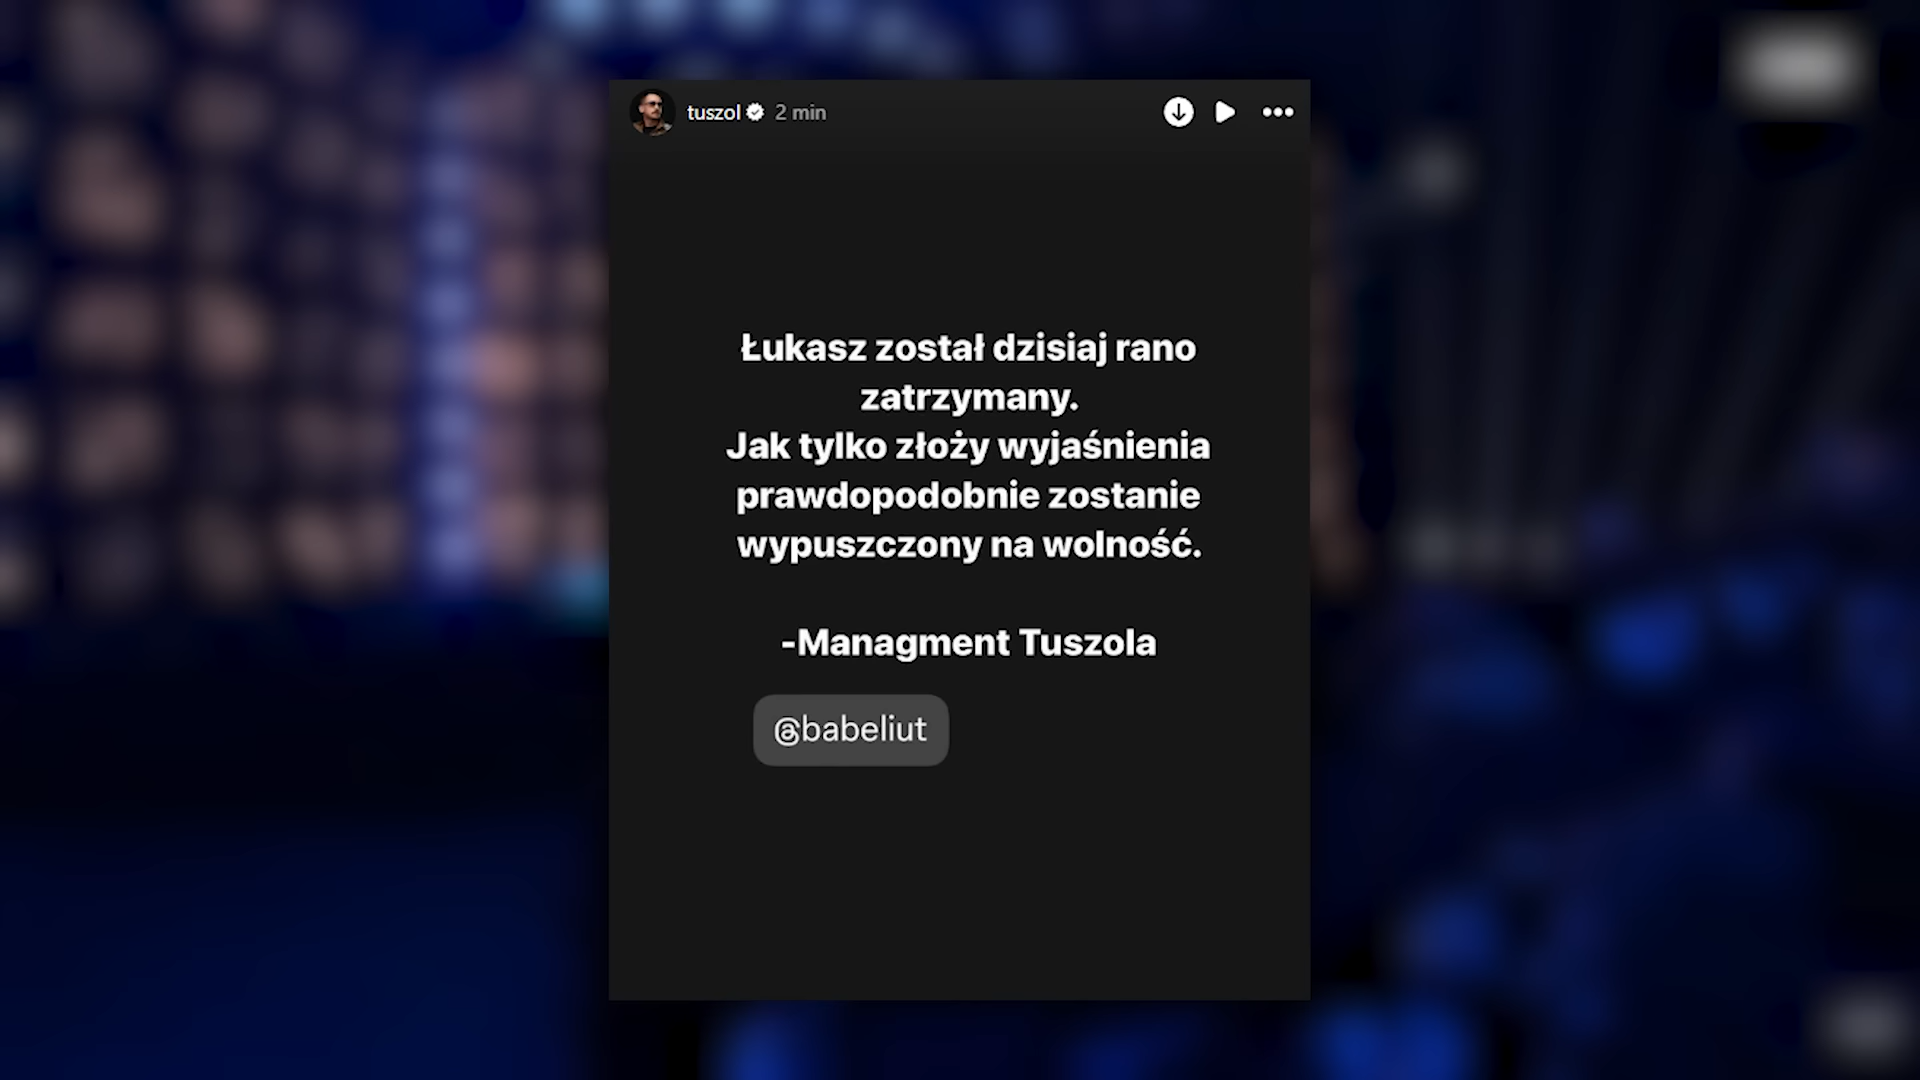 tuszol 2 min
Łukasz został dzisiaj rano
zatrzymany.
Jak tylko złoży wyjaśnienia
prawdopodobnie zostanie
wypuszczony na wolność.
-Managment Tuszola
@babeliut